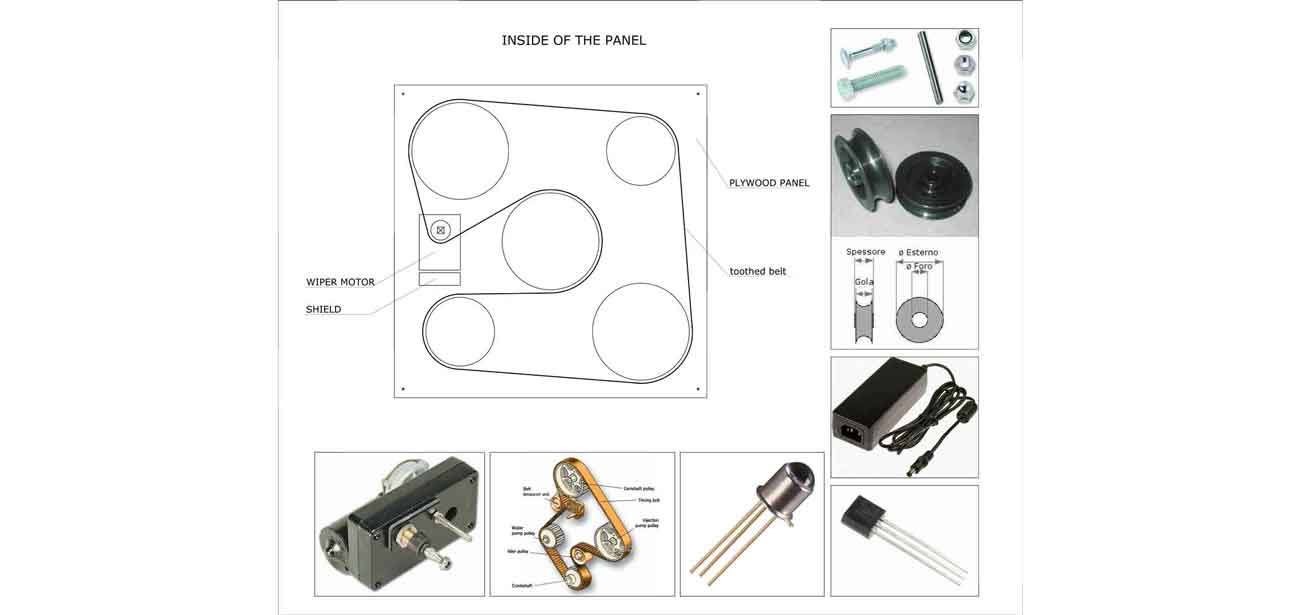 INSIDE OF THE PANEL
PLYWOOD PANEL
toothed belt
WIPER MOTOR
SHIELD
Spessore
ø Esterno
ø Foro
Gola
Belt
tensioner unit
Camshaft pulley
Timing belt
Water
pump pulley
Injection
pump pulley
Idler pulley
Crankshaft